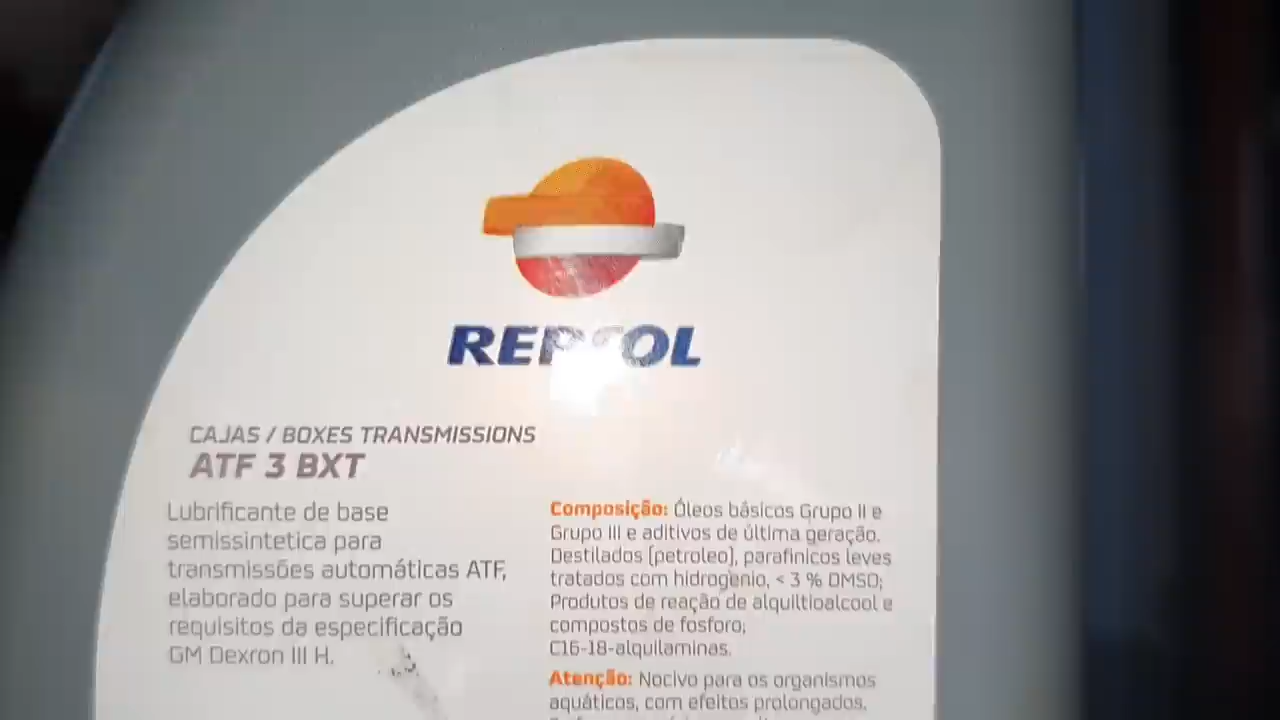 REPSOL
CAJAS / BOXES TRANSMISSIONS
ATF 3 BXT
Lubrificante de base
semissintetica para
transmissões automáticas ATF,
elaborado para superar os
requisitos da especificação
GM Dexron III H.
Composição: Óleos básicos Grupo II e
Grupo III e aditivos de última geração.
Destilados (petroleo), parafinicos leves
tratados com hidrogenio, < 3 % DMSO;
Produtos de reação de alquiltioalcool e
compostos de fosforo;
C16-18-alquilaminas.
Atenção: Nocivo para os organismos
aquáticos, com efeitos prolongados.